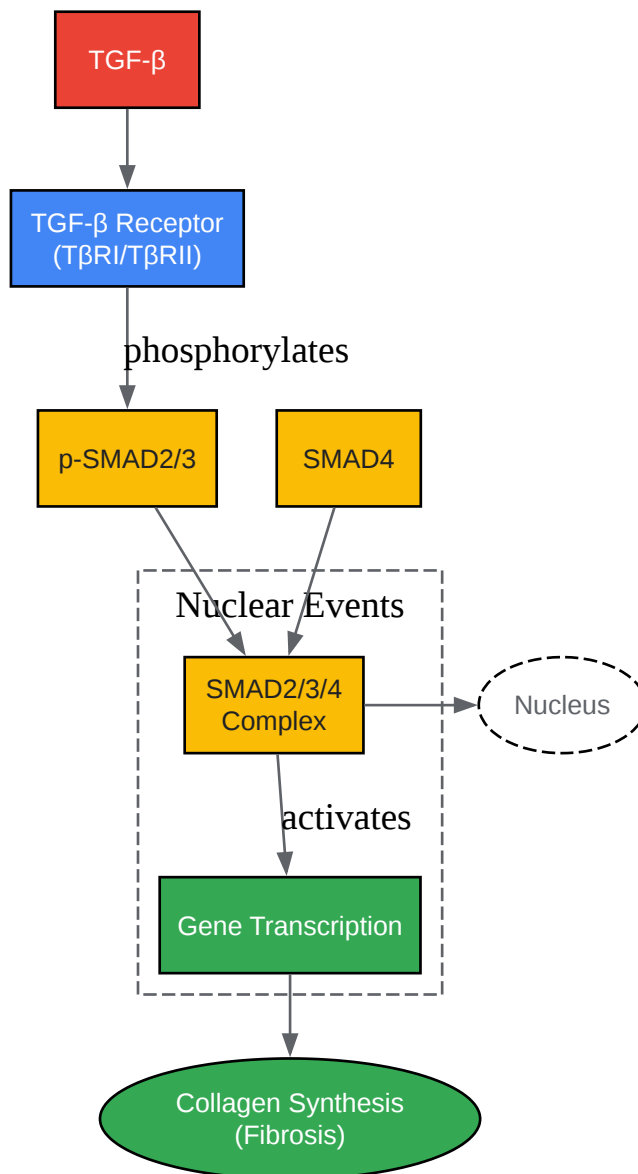 TGF-β
TGF-β Receptor
(TβRI/TβRII)
phosphorylates
p-SMAD2/3
SMAD4
Nuclear Events
SMAD2/3/4
Complex
Nucleus
activates
Gene Transcription
Collagen Synthesis
(Fibrosis)